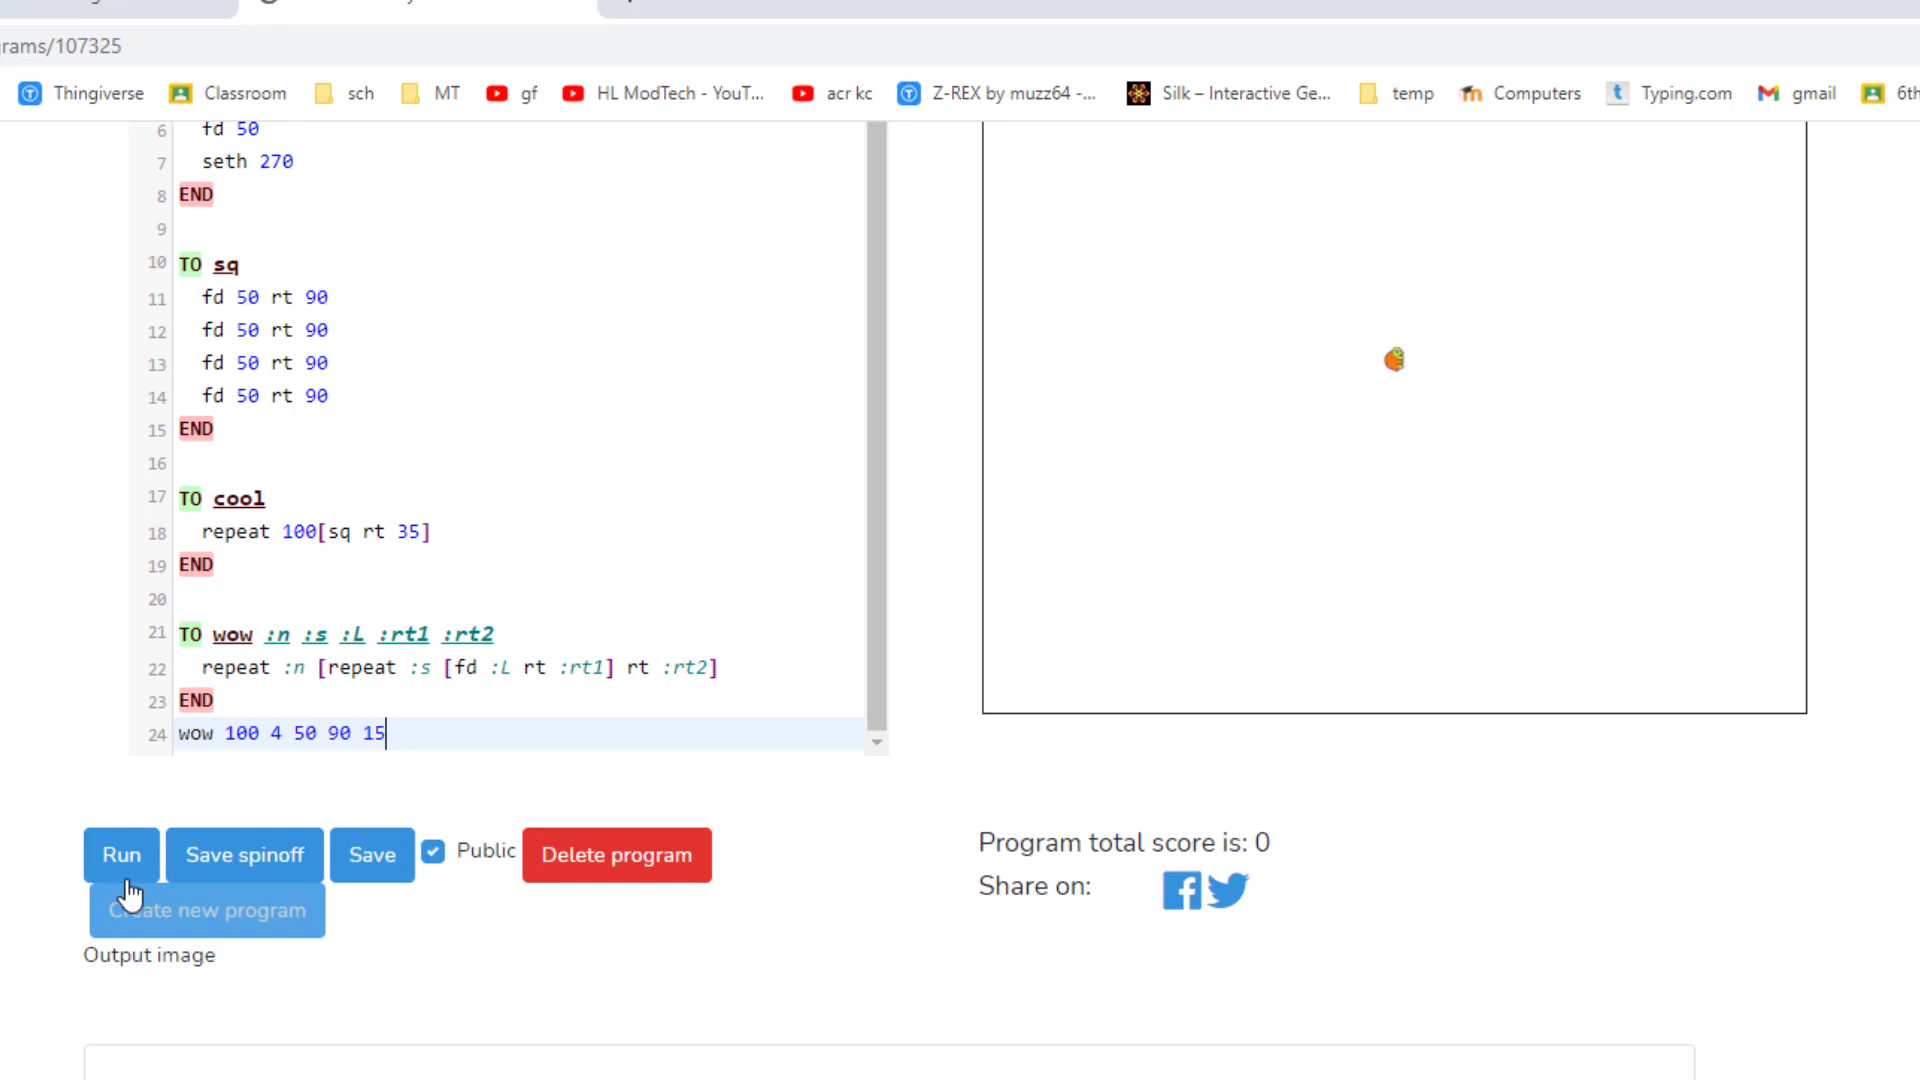 rams/107325
Thingiverse Classroom sch MT gf HL ModTech - YouT... acr kc Z-REX by muzz64 -... Silk – Interactive Ge... temp Computers Typing.com gmail 6th
6 fd 50
7 seth 270
8 END
9
10 TO sq
11 fd 50 rt 90
12 fd 50 rt 90
13 fd 50 rt 90
14 fd 50 rt 90
15 END
16
17 TO cool
18 repeat 100[sq rt 35]
19 END
20
21 TO wow :n :s :L :rt1 :rt2
22 repeat :n [repeat :s [fd :L rt :rt1] rt :rt2]
23 END
24 wow 100 4 50 90 15
Run Save spinoff Save Public Delete program
Create new program
Output image
Program total score is: 0
Share on: